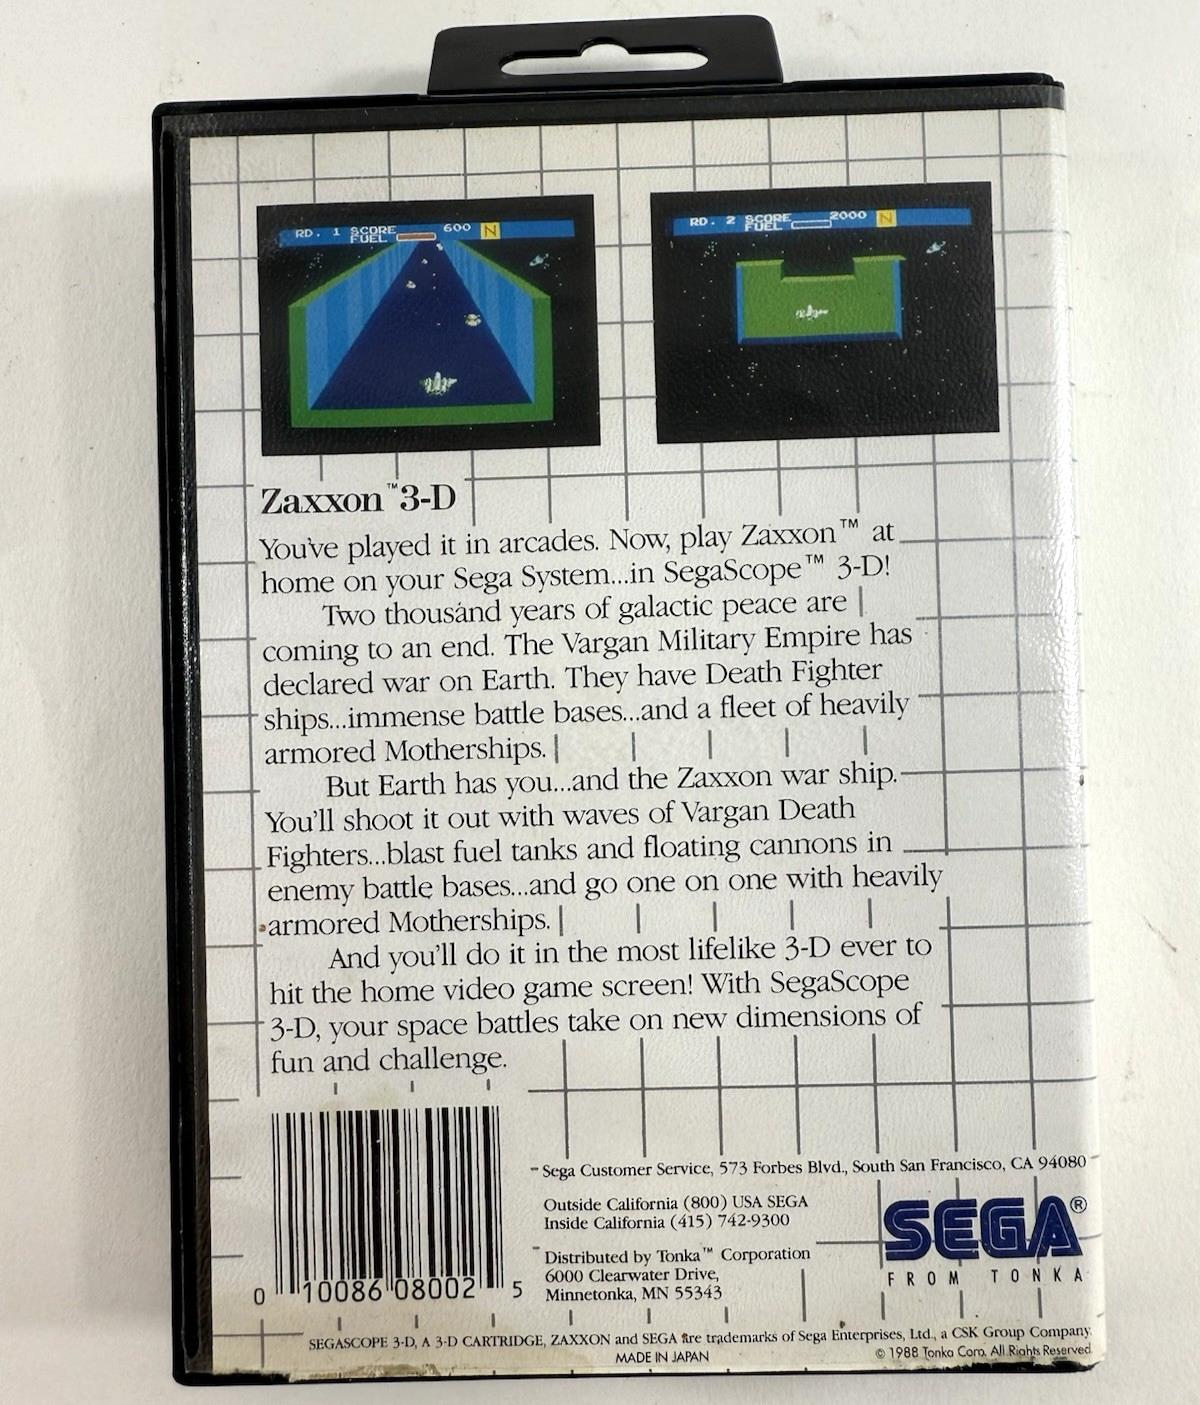 RD. 1 SCORE 600 N
FUEL
RD. 2 SCORE 2000 N
FUEL
Zaxxon™ 3-D
You've played it in arcades. Now, play Zaxxon™ at
home on your Sega System...in SegaScope™ 3-D!
Two thousand years of galactic peace are
coming to an end. The Vargan Military Empire has
declared war on Earth. They have Death Fighter
ships...immense battle bases...and a fleet of heavily
armored Motherships.
But Earth has you...and the Zaxxon war ship.
You'll shoot it out with waves of Vargan Death
Fighters...blast fuel tanks and floating cannons in
enemy battle bases...and go one on one with heavily
armored Motherships.
And you'll do it in the most lifelike 3-D ever to
hit the home video game screen! With SegaScope
3-D, your space battles take on new dimensions of
fun and challenge.
Sega Customer Service, 573 Forbes Blvd., South San Francisco, CA 94080
Outside California (800) USA SEGA
Inside California (415) 742-9300
Distributed by Tonka™ Corporation
6000 Clearwater Drive,
Minnetonka, MN 55343
SEGA®
FROM TONKA
0 10086 08002 5
SEGASCOPE 3-D, A 3-D CARTRIDGE, ZAXXON and SEGA are trademarks of Sega Enterprises, Ltd., a CSK Group Company.
MADE IN JAPAN
© 1988 Tonka Corp. All Rights Reserved